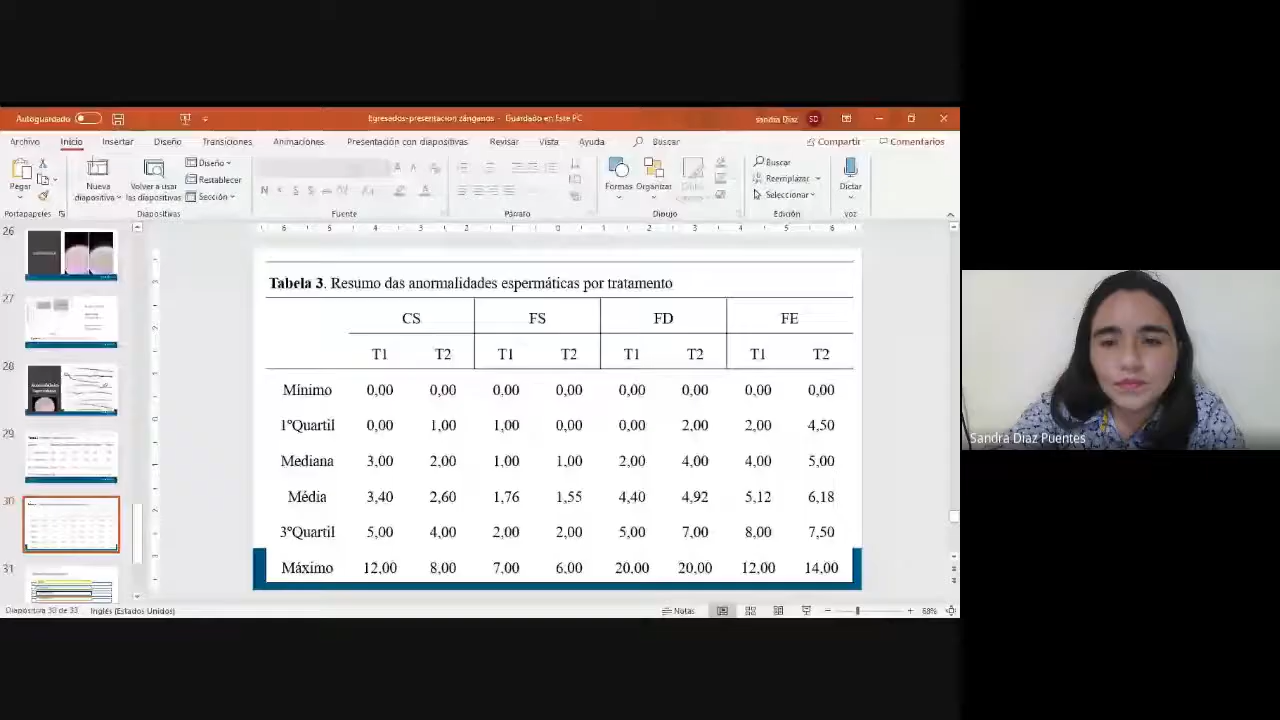 Autoguardado
Egresados-presentacion zánganos - Guardado en Este PC
sandra Diaz
SD
Archivo Inicio Insertar Diseño Transiciones Animaciones Presentación con diapositivas Revisar Vista Ayuda Buscar Compartir Comentarios
Pegar
Nueva diapositiva
Volver a usar las diapositivas
Diseño
Restablecer
Sección
Formas
Organizar
Buscar
Reemplazar
Seleccionar
Dictar
Portapapeles Diapositivas Fuente Párrafo Dibujo Edición Voz
26
27
28
29
30
31
Tabela 3. Resumo das anormalidades espermáticas por tratamento
CS FS FD FE
T1 T2 T1 T2 T1 T2 T1 T2
Mínimo 0,00 0,00 0,00 0,00 0,00 0,00 0,00 0,00
1ºQuartil 0,00 1,00 1,00 0,00 0,00 2,00 2,00 4,50
Mediana 3,00 2,00 1,00 1,00 2,00 4,00 4,00 5,00
Média 3,40 2,60 1,76 1,55 4,40 4,92 5,12 6,18
3ºQuartil 5,00 4,00 2,00 2,00 5,00 7,00 8,00 7,50
Máximo 12,00 8,00 7,00 6,00 20,00 20,00 12,00 14,00
Diapositiva 30 de 33 Inglés (Estados Unidos) Notas 68%
Sandra Diaz Puentes